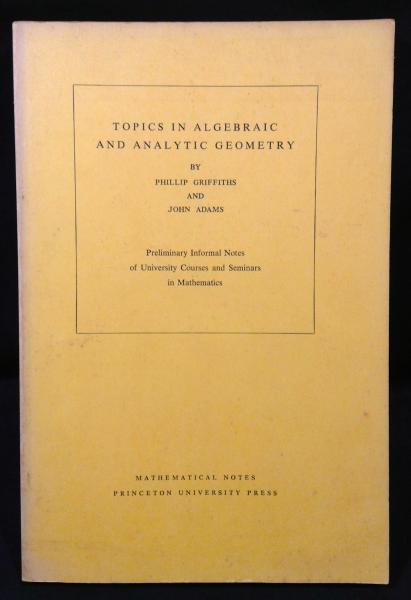 TOPICS IN ALGEBRAIC
AND ANALYTIC GEOMETRY
BY
PHILLIP GRIFFITHS
AND
JOHN ADAMS
Preliminary Informal Notes
of University Courses and Seminars
in Mathematics
MATHEMATICAL NOTES
PRINCETON UNIVERSITY PRESS